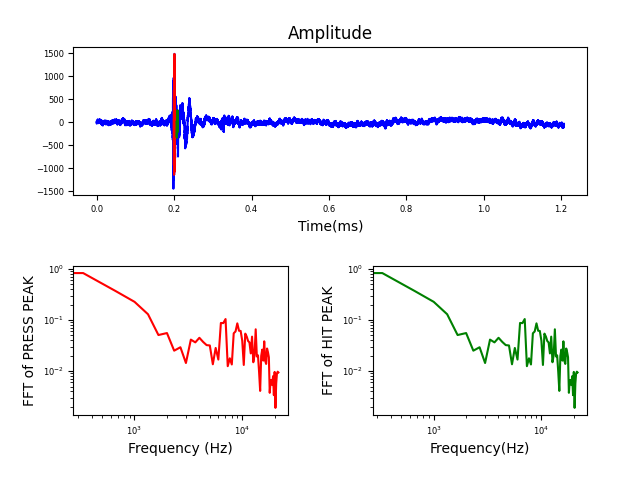 Amplitude
1500
1000
500
0
−500
−1000
−1500
0.0 0.2 0.4 0.6 0.8 1.0 1.2
Time(ms)
FFT of PRESS PEAK
10⁰
10⁻¹
10⁻²
10³ 10⁴
Frequency (Hz)
FFT of HIT PEAK
10⁰
10⁻¹
10⁻²
10³ 10⁴
Frequency(Hz)